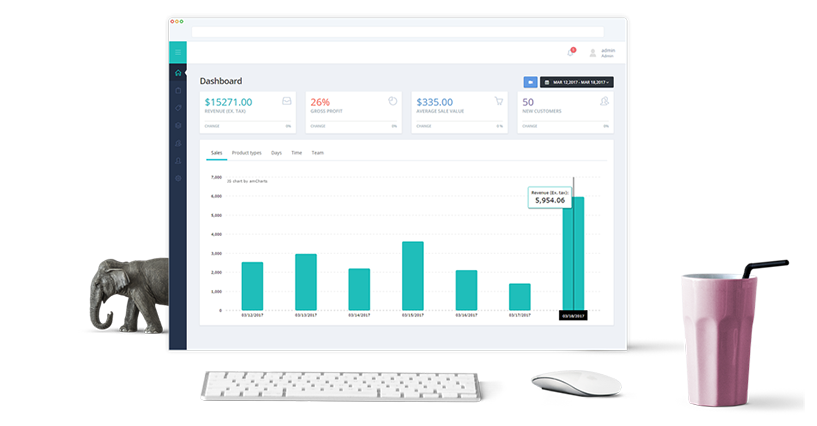 admin
Admin
Dashboard
MAR 12,2017 - MAR 18,2017
$15271.00
REVENUE (EX. TAX)
CHANGE 0%
26%
GROSS PROFIT
CHANGE 0%
$335.00
AVERAGE SALE VALUE
CHANGE 0 %
50
NEW CUSTOMERS
CHANGE 0%
Sales Product types Days Time Team
JS chart by amCharts
7,000
6,000
5,000
4,000
3,000
2,000
1,000
0
Revenue (Ex. tax):
5,954.06
03/12/2017 03/13/2017 03/14/2017 03/15/2017 03/16/2017 03/17/2017 03/18/2017